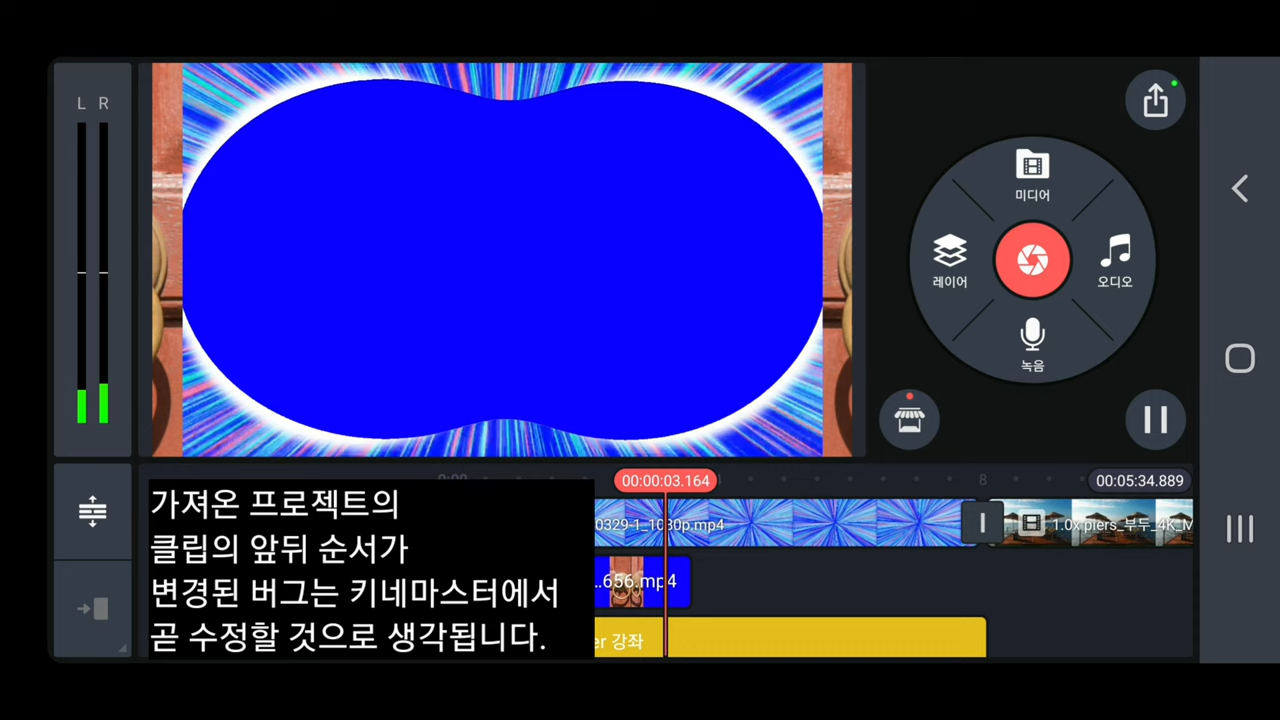 L R
미디어
레이어
오디오
녹음
0:00
00:00:03.164
8
00:05:34.889
0329-1_1080p.mp4
1.0x piers_부두_4K_M
..656.mp4
er 강좌
가져온 프로젝트의
클립의 앞뒤 순서가
변경된 버그는 키네마스터에서
곧 수정할 것으로 생각됩니다.